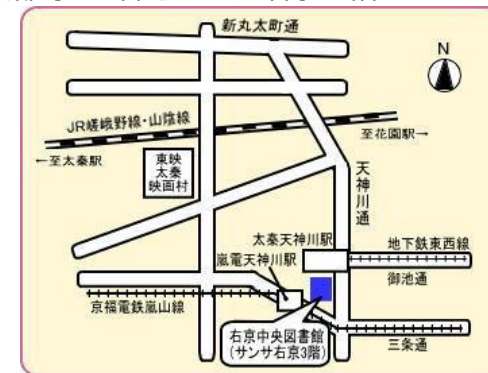 新丸太町通
N
JR嵯峨野線・山陰線
至花園駅→
←至太秦駅
東映
太秦
映画村
天神川通
太秦天神川駅
地下鉄東西線
嵐電天神川駅
御池通
京福電鉄嵐山線
右京中央図書館
(サンサ右京3階)
三条通